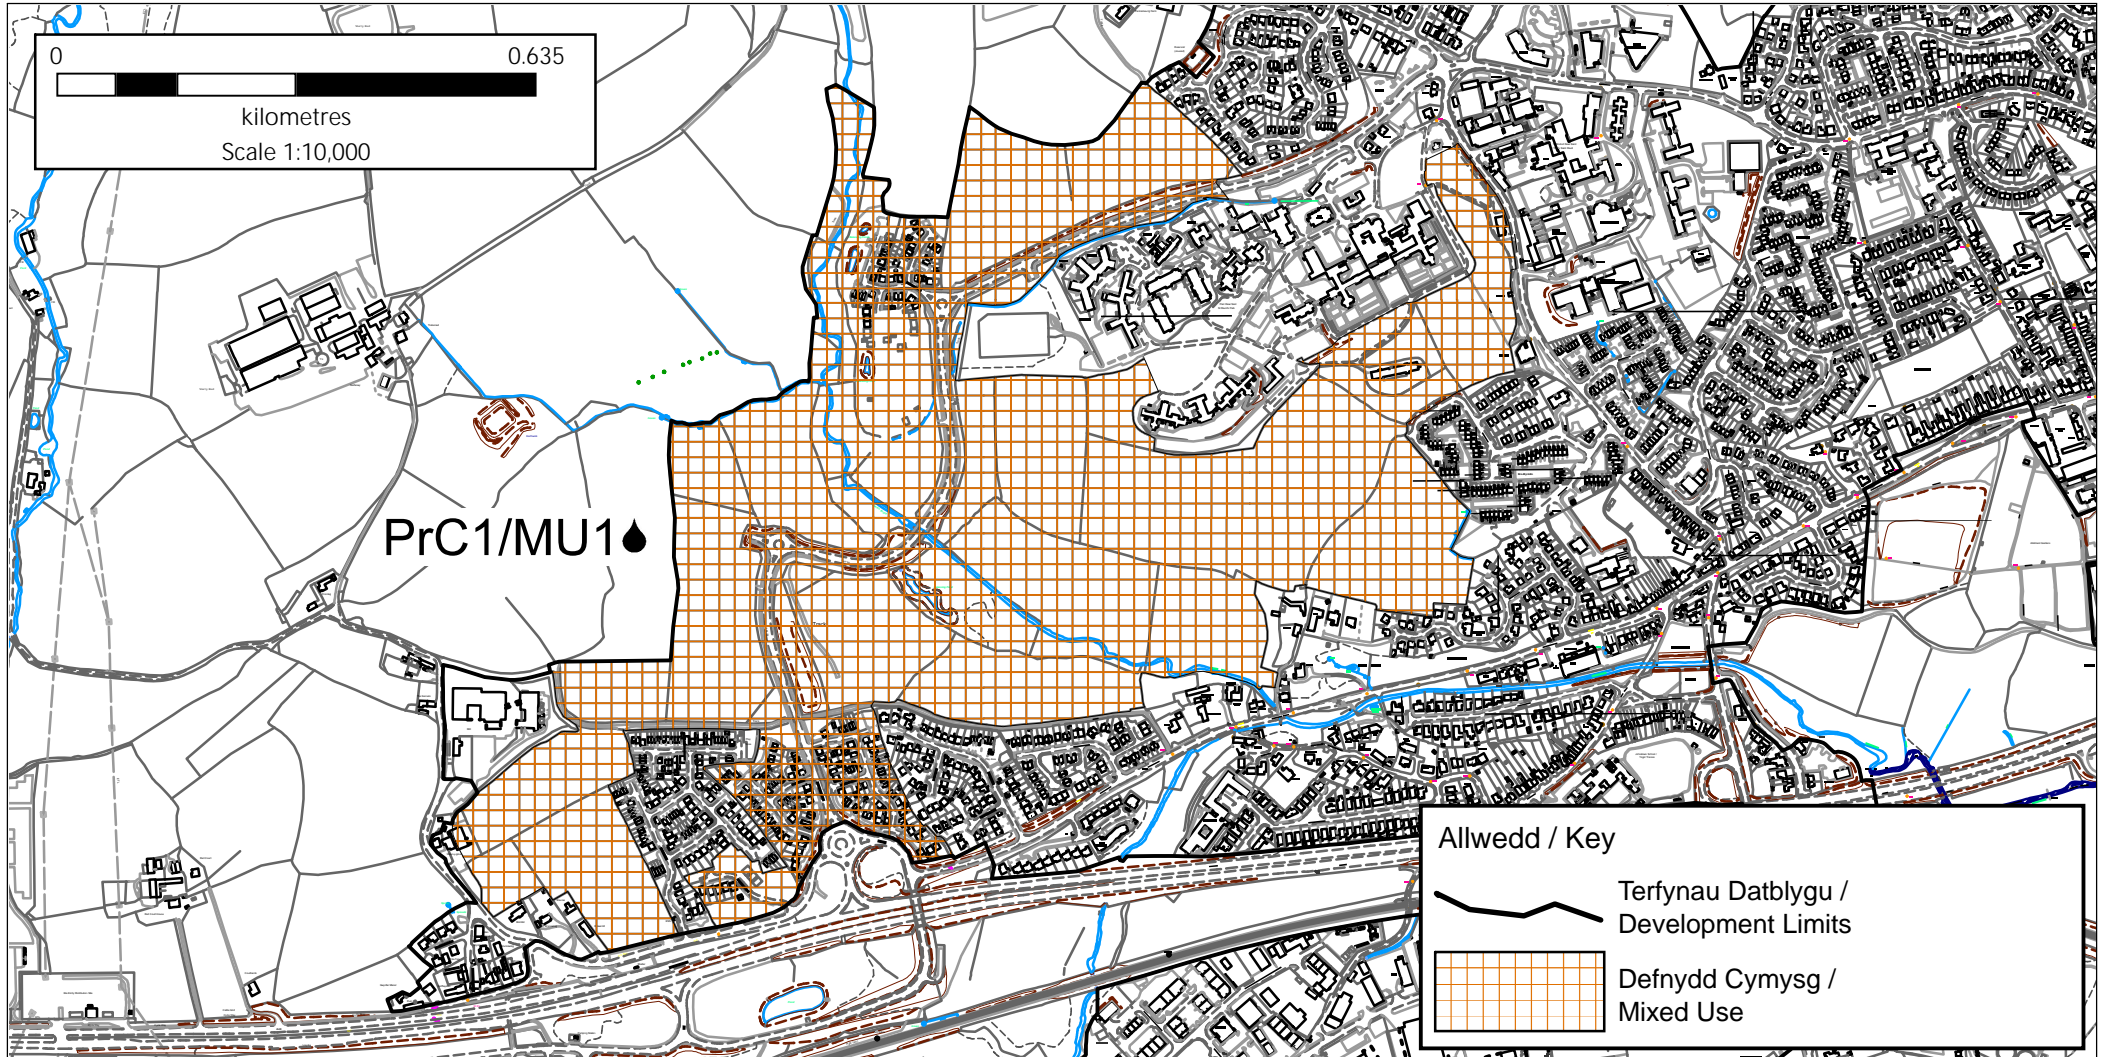 0 0.635
kilometres
Scale 1:10,000
PrC1/MU1
Track
Allwedd / Key
Terfynau Datblygu /
Development Limits
Defnydd Cymysg /
Mixed Use